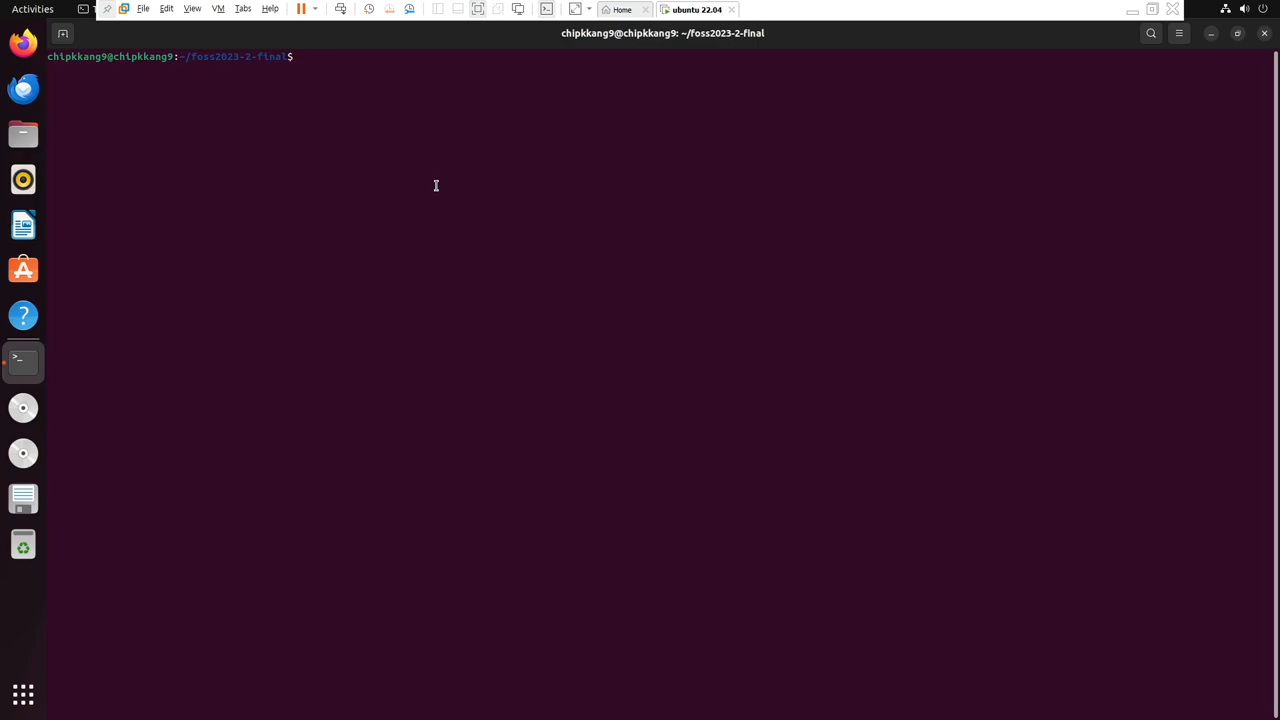 Activities
File Edit View VM Tabs Help
Home
ubuntu 22.04
chipkkang9@chipkkang9: ~/foss2023-2-final
chipkkang9@chipkkang9:~/foss2023-2-final$